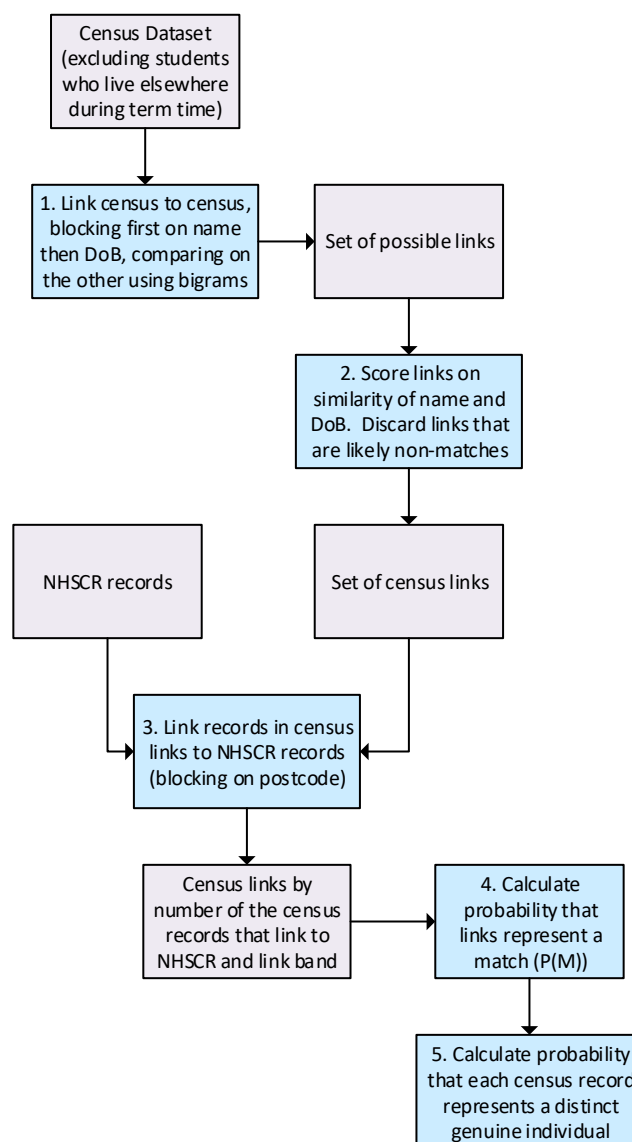 Census Dataset
(excluding students
who live elsewhere
during term time)
1. Link census to census,
blocking first on name
then DoB, comparing on
the other using bigrams
Set of possible links
2. Score links on
similarity of name and
DoB.  Discard links that
are likely non-matches
NHSCR records
Set of census links
3. Link records in census
links to NHSCR records
(blocking on postcode)
Census links by
number of the census
records that link to
NHSCR and link band
4. Calculate
probability that
links represent a
match (P(M))
5. Calculate probability
that each census record
represents a distinct
genuine individual